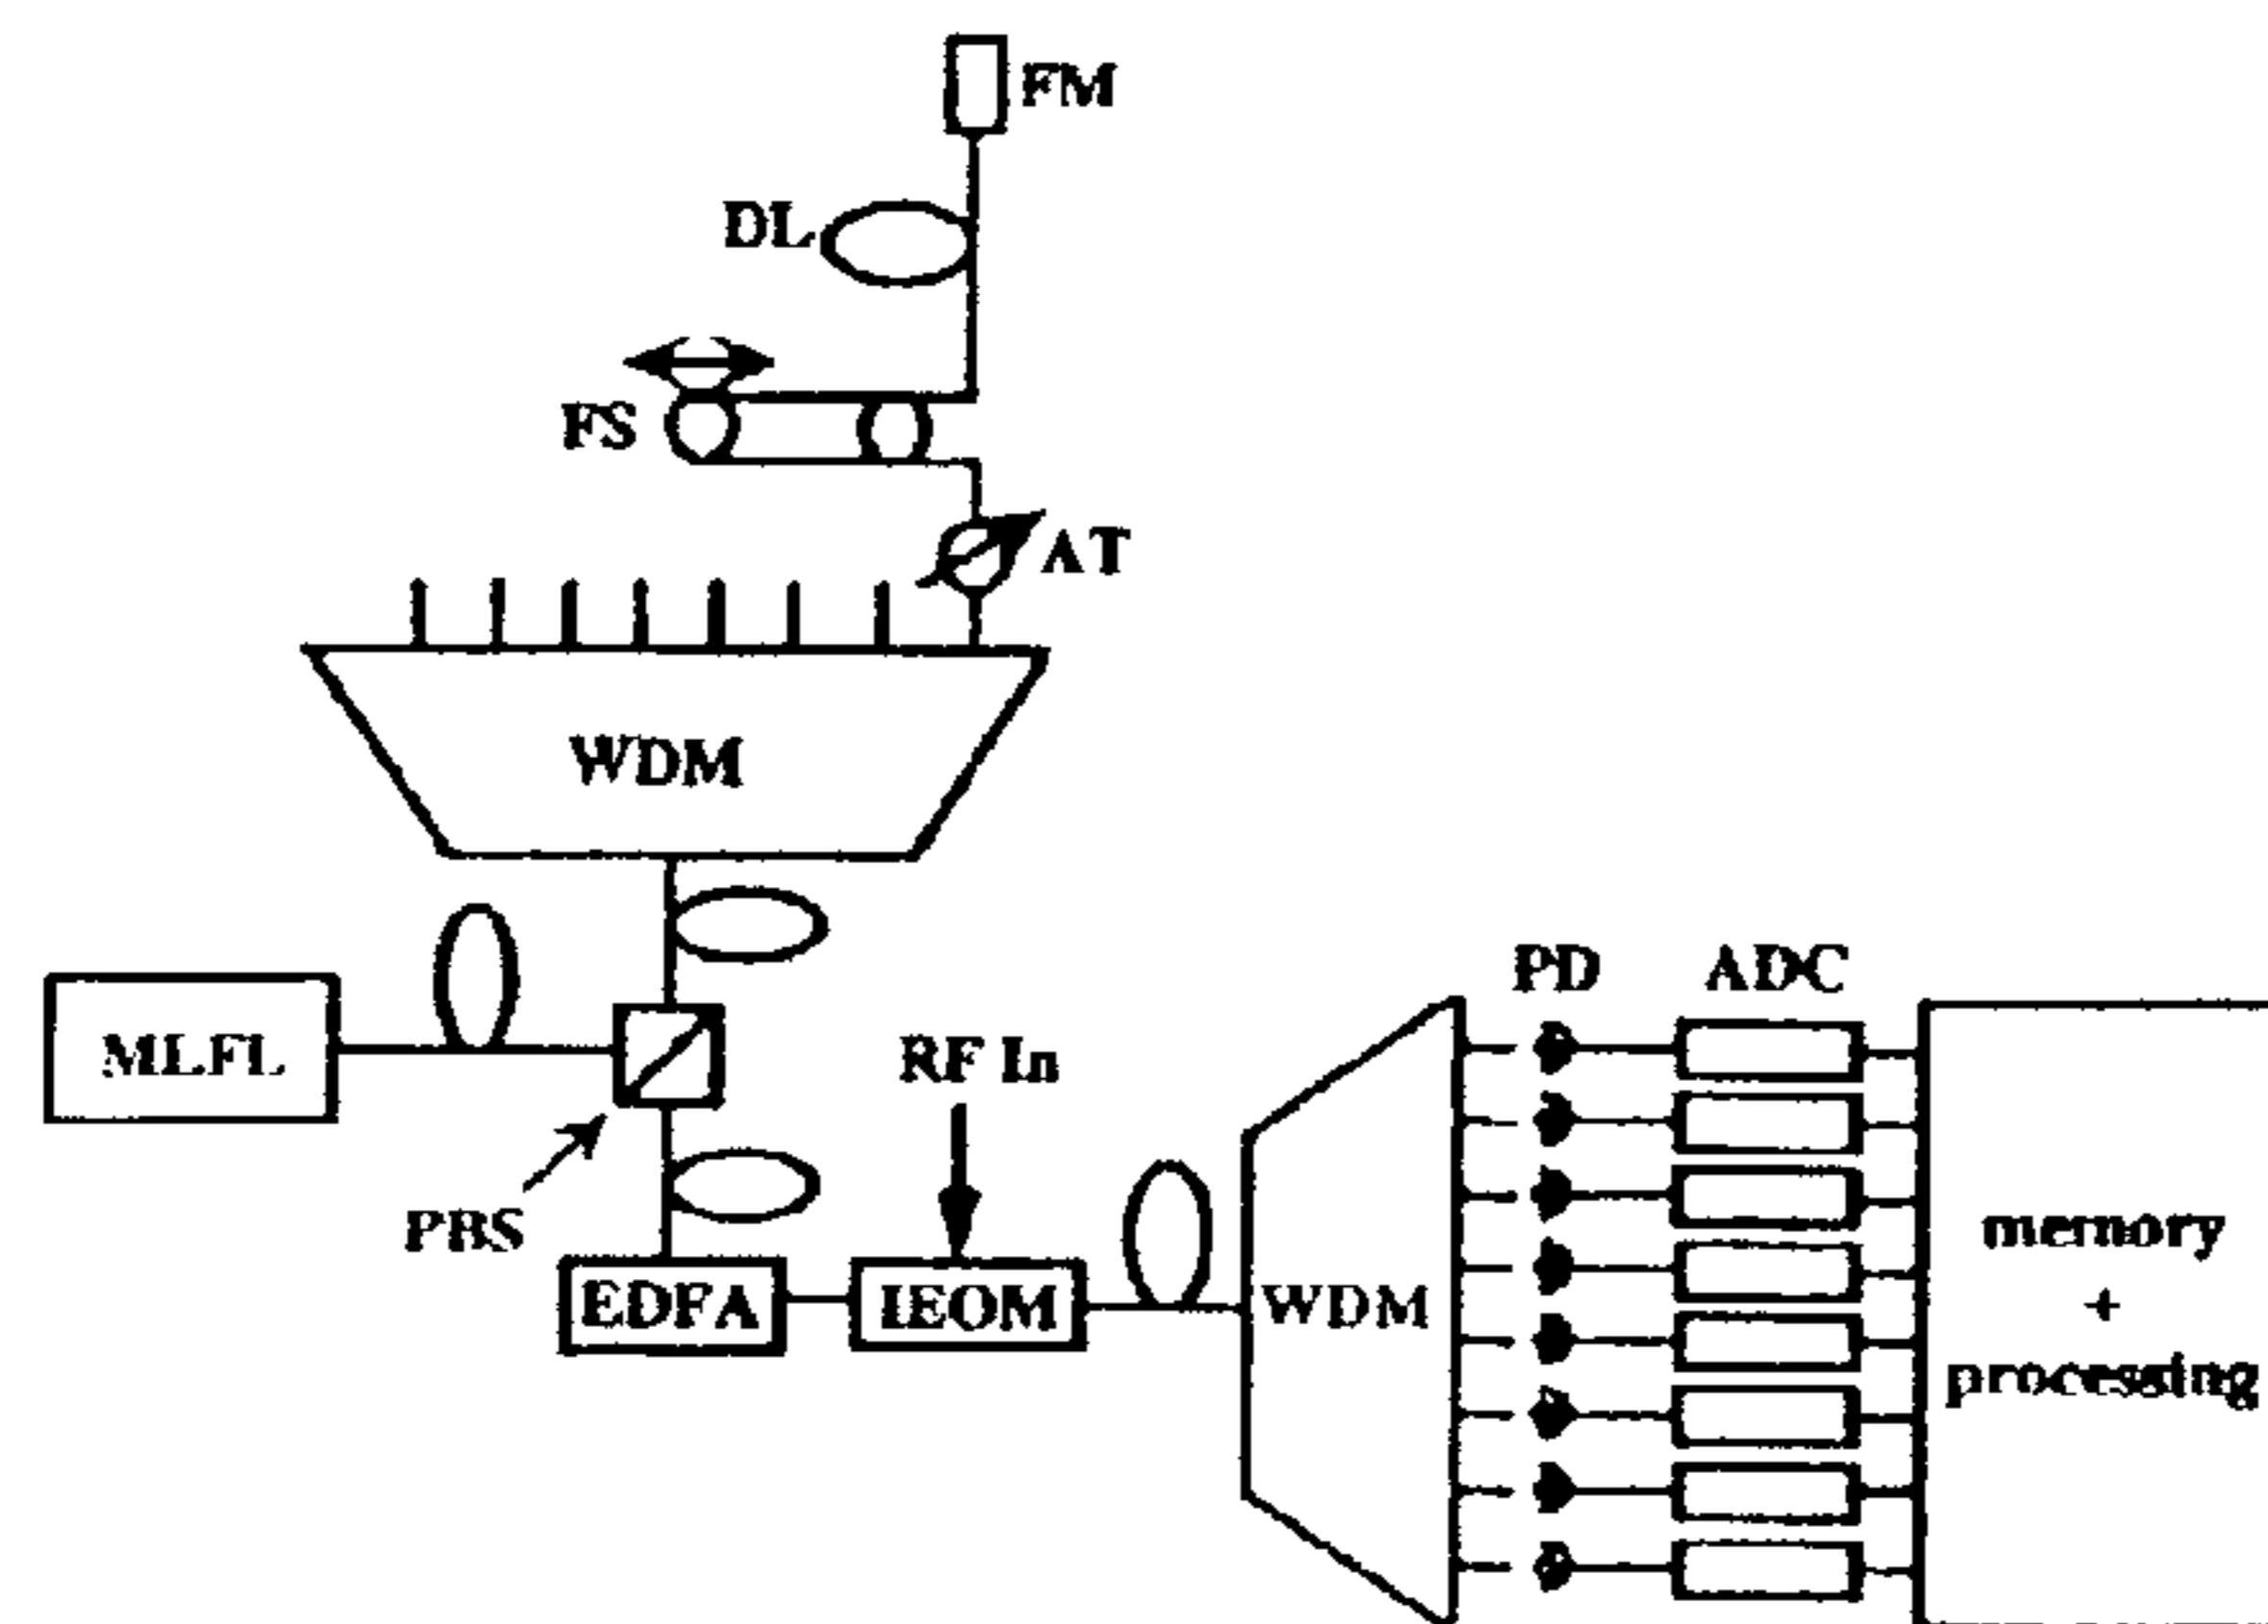 FM
DL
FS
AT
WDM
MLFL
PBS
EDFA
RF In
IEOM
WDM
PD
ADC
memory
+
processing